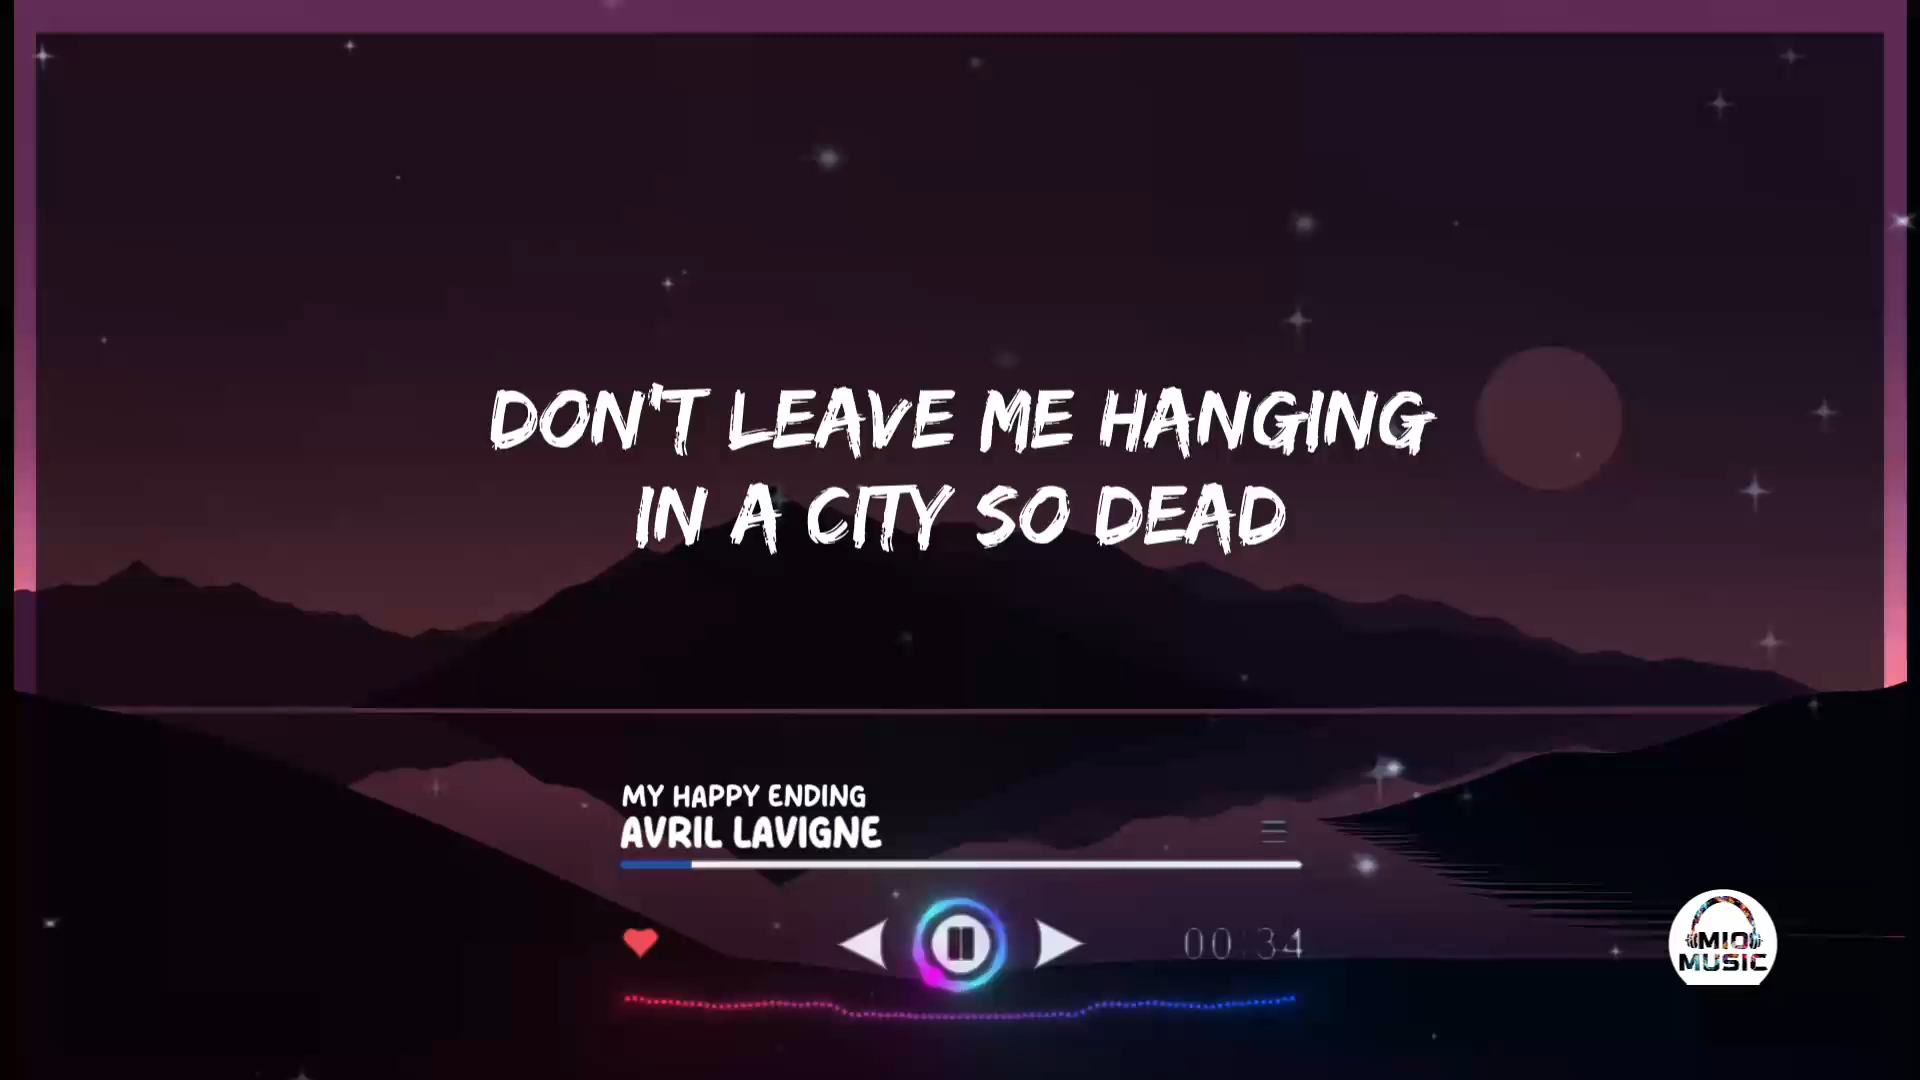 DON'T LEAVE ME HANGING
IN A CITY SO DEAD
MY HAPPY ENDING
AVRIL LAVIGNE
00:34
MIO
MUSIC